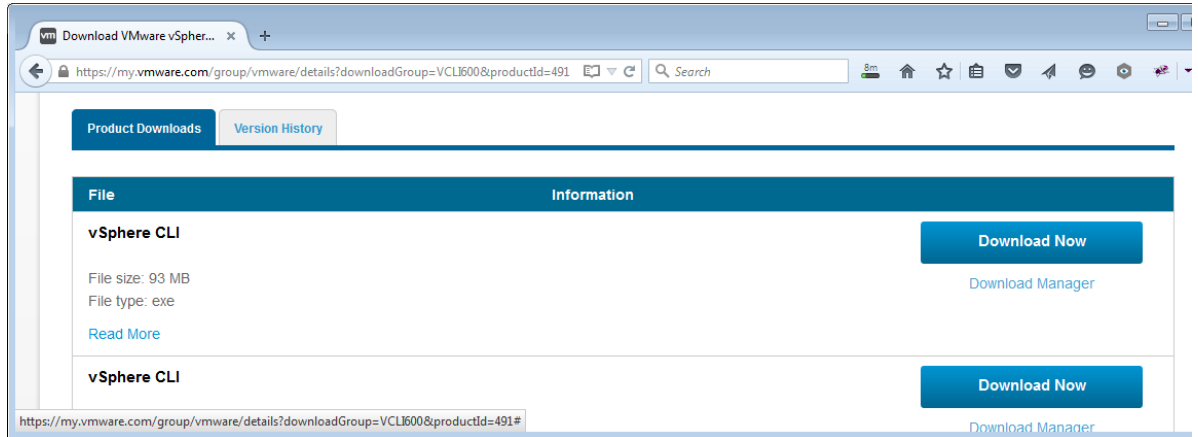 vm Download VMware vSpher... × +
https://my.vmware.com/group/vmware/details?downloadGroup=VCLI600&productId=491 Search 8m
Product Downloads Version History
File Information
vSphere CLI
Download Now
File size: 93 MB
Download Manager
File type: exe
Read More
vSphere CLI
Download Now
https://my.vmware.com/group/vmware/details?downloadGroup=VCLI600&productId=491#
Download Manager